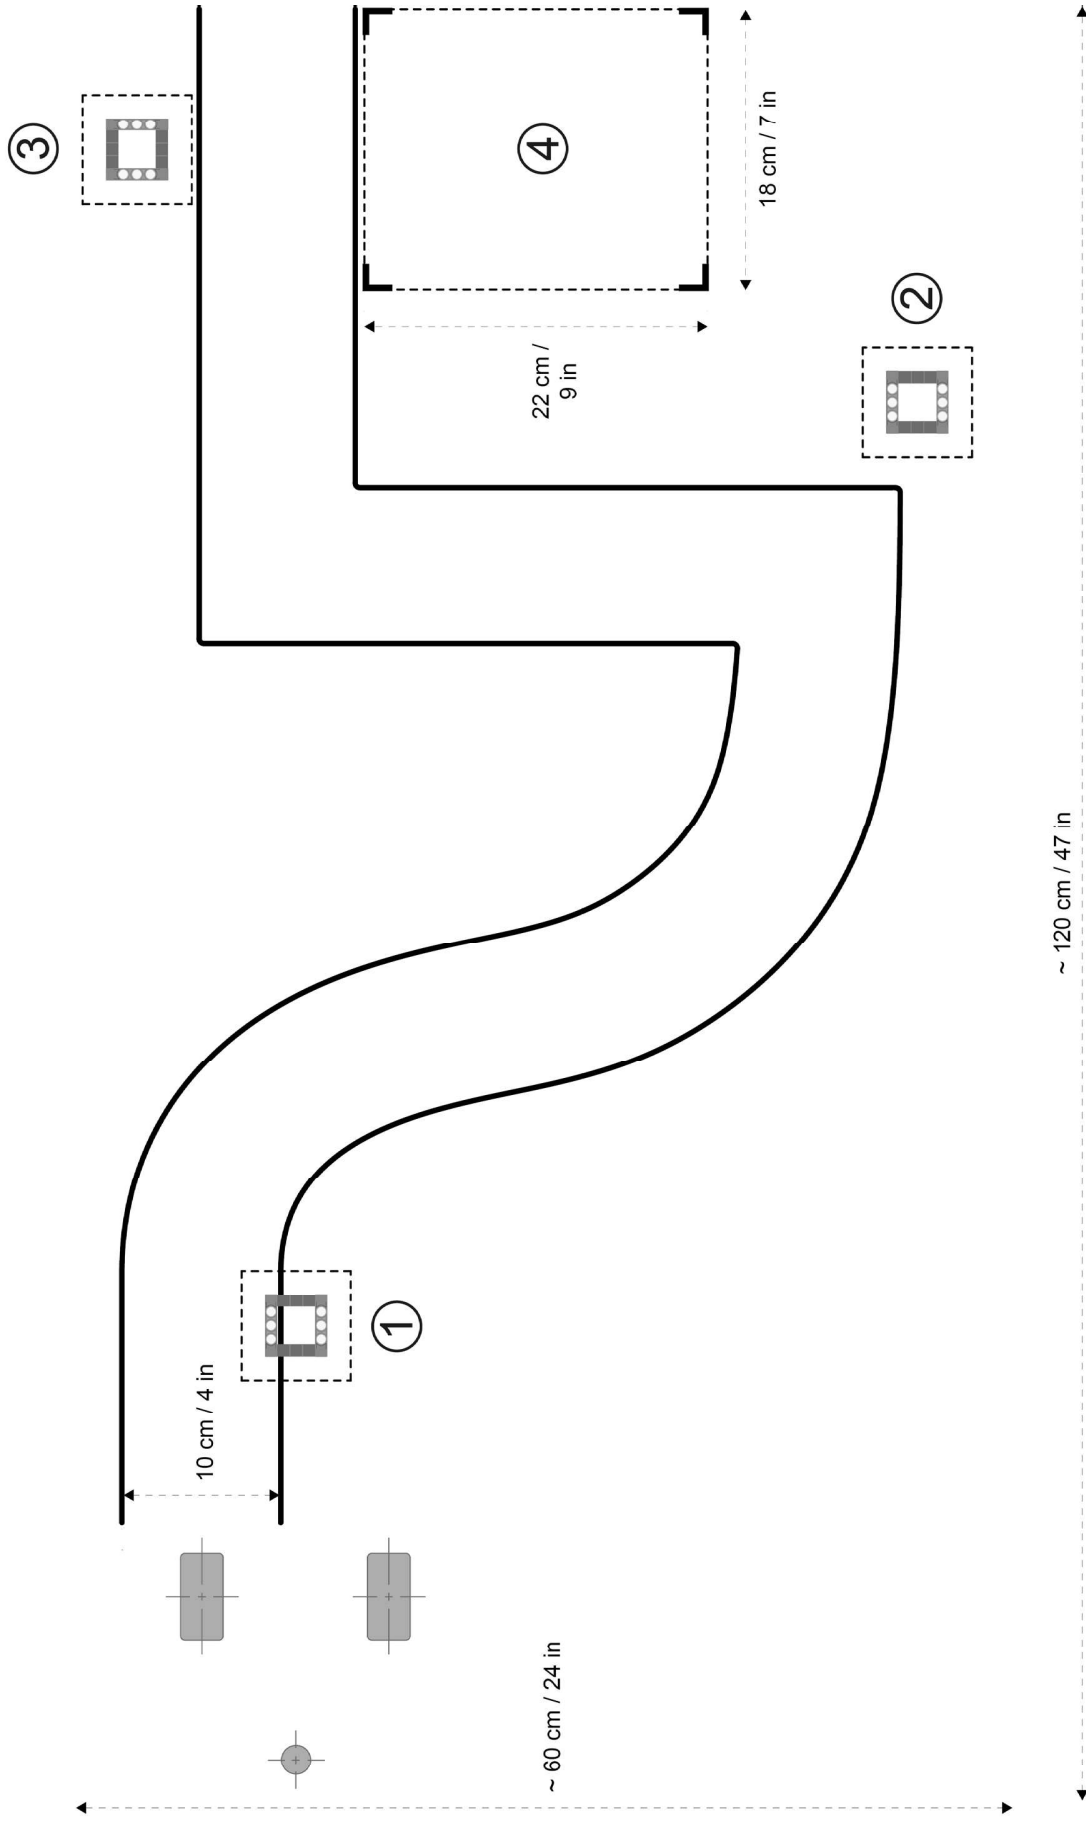 ③
④
18 cm / 7 in
22 cm /
9 in
②
①
10 cm / 4 in
~ 120 cm / 47 in
~ 60 cm / 24 in